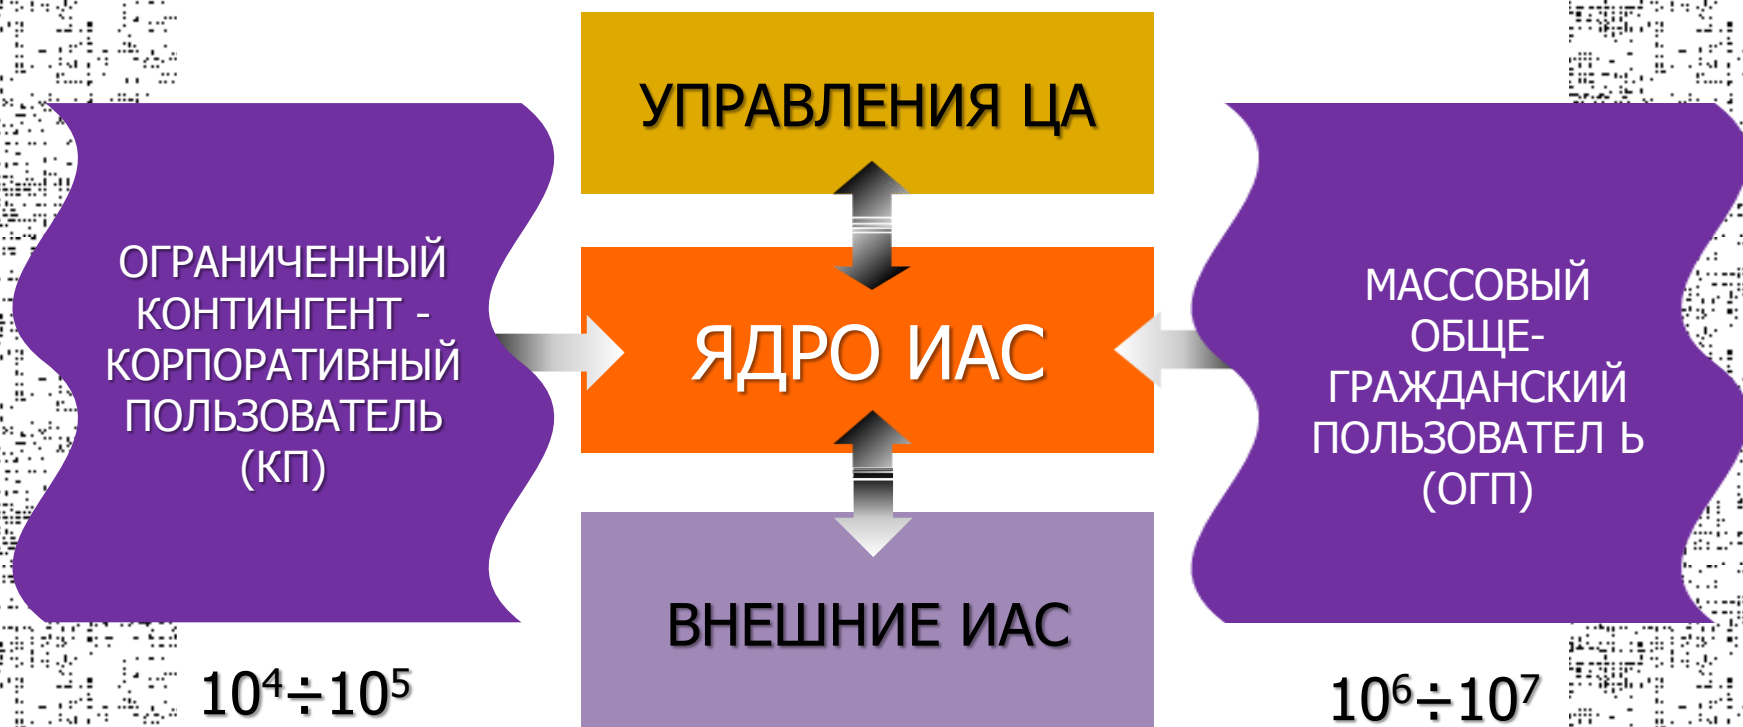 УПРАВЛЕНИЯ ЦА
ОГРАНИЧЕННЫЙ
КОНТИНГЕНТ -
КОРПОРАТИВНЫЙ
ПОЛЬЗОВАТЕЛЬ
(КП)
ЯДРО ИАС
МАССОВЫЙ
ОБЩЕ-
ГРАЖДАНСКИЙ
ПОЛЬЗОВАТЕЛ Ь
(ОГП)
ВНЕШНИЕ ИАС
10⁴÷10⁵
10⁶÷10⁷